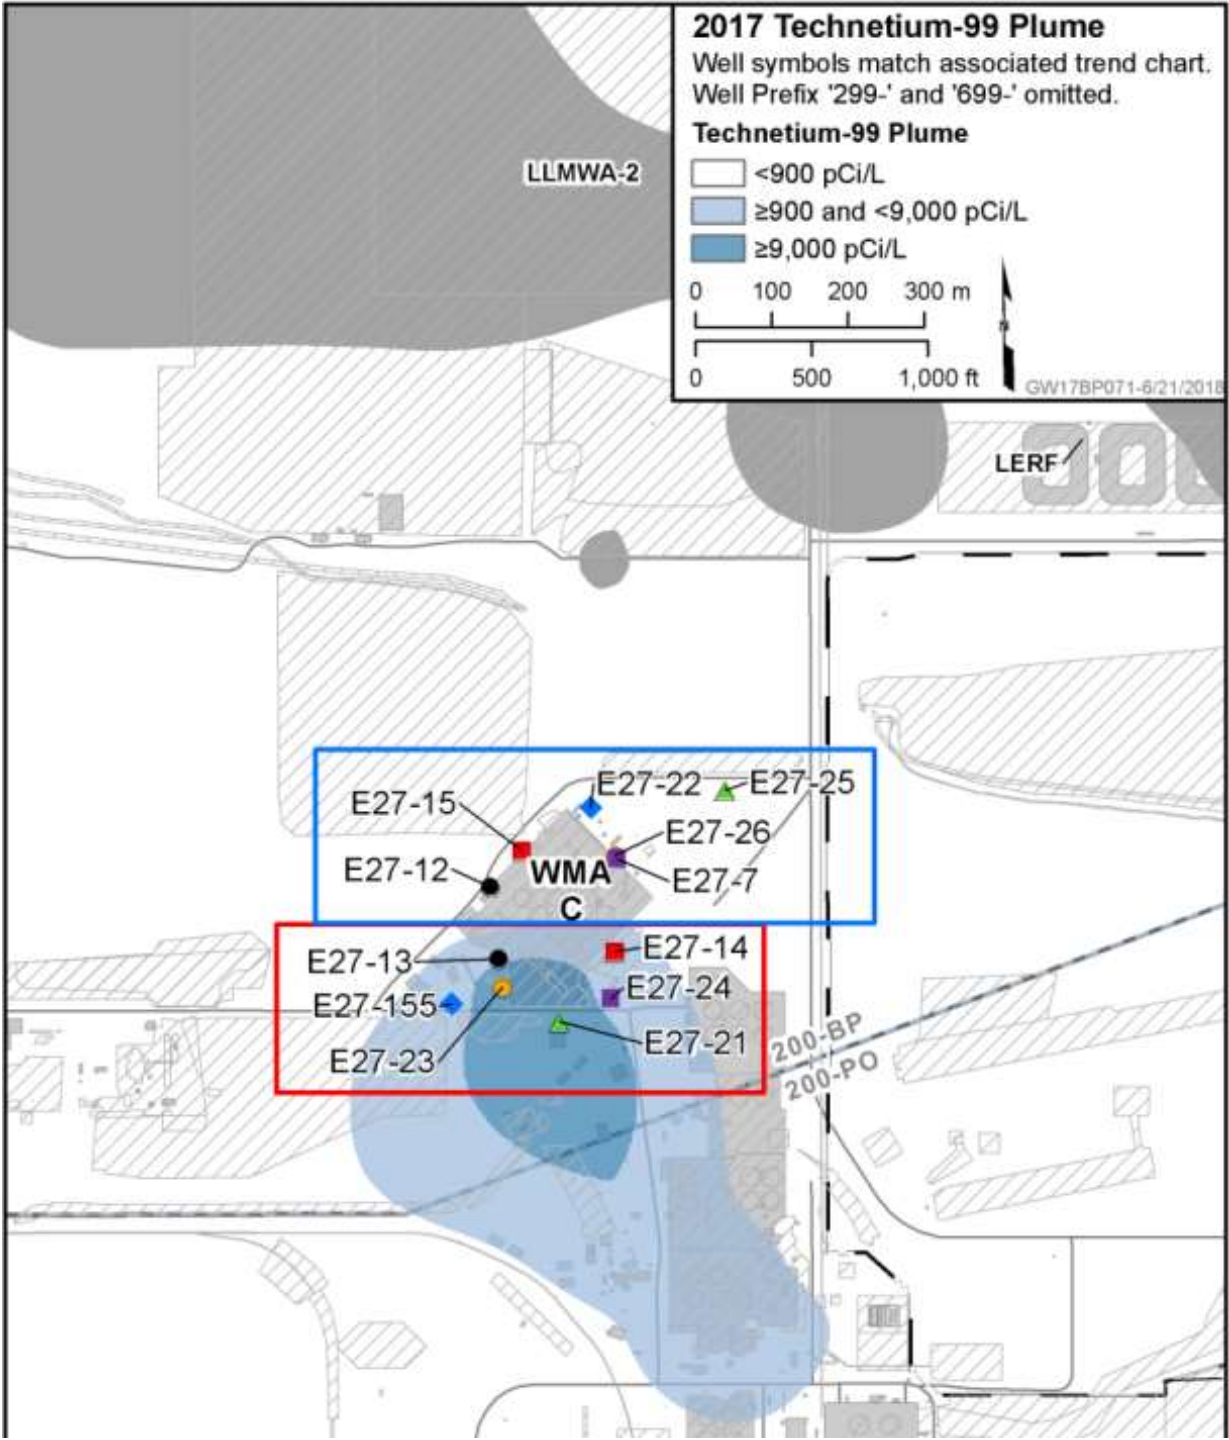 2017 Technetium-99 Plume
Well symbols match associated trend chart.
Well Prefix '299-' and '699-' omitted.
Technetium-99 Plume
<900 pCi/L
≥900 and <9,000 pCi/L
≥9,000 pCi/L
0 100 200 300 m
0 500 1,000 ft
GW17BP071-6/21/2018
LLMWA-2
LERF
E27-22
E27-25
E27-15
E27-26
E27-12
WMA
C
E27-7
E27-14
E27-13
E27-24
E27-155
E27-21
E27-23
200-BP
200-PO